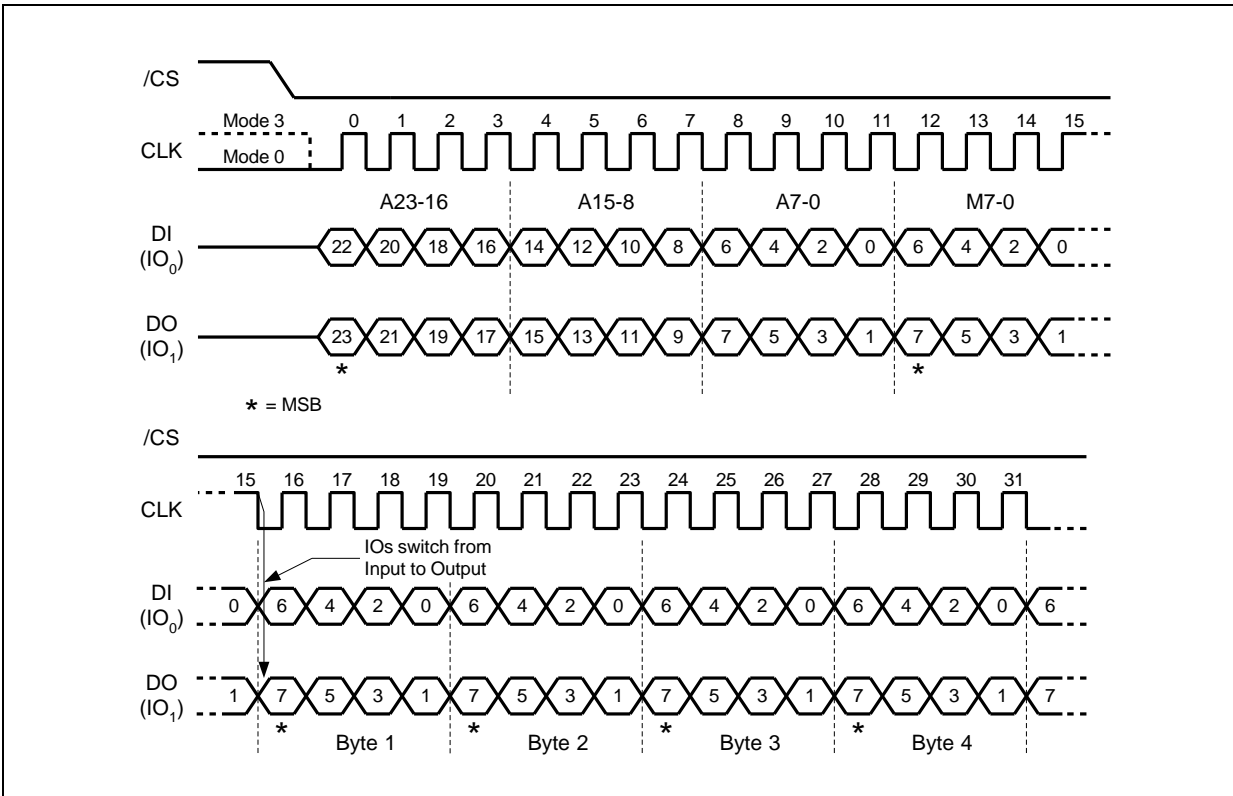 /CS
Mode 3
0 1 2 3 4 5 6 7 8 9 10 11 12 13 14 15
CLK
Mode 0
A23-16 A15-8 A7-0 M7-0
DI
(IO0)
22 20 18 16 14 12 10 8 6 4 2 0 6 4 2 0
DO
(IO1)
23 21 19 17 15 13 11 9 7 5 3 1 7 5 3 1
* *
* = MSB
/CS
15 16 17 18 19 20 21 22 23 24 25 26 27 28 29 30 31
CLK
IOs switch from
Input to Output
DI
(IO0)
0 6 4 2 0 6 4 2 0 6 4 2 0 6 4 2 0 6
DO
(IO1)
1 7 5 3 1 7 5 3 1 7 5 3 1 7 5 3 1 7
* * * *
Byte 1 Byte 2 Byte 3 Byte 4